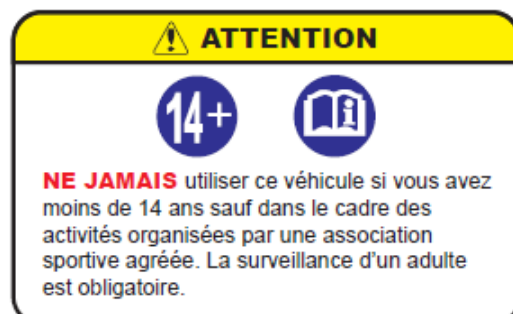 ATTENTION
14+
NE JAMAIS utiliser ce véhicule si vous avez
moins de 14 ans sauf dans le cadre des
activités organisées par une association
sportive agréée. La surveillance d'un adulte
est obligatoire.